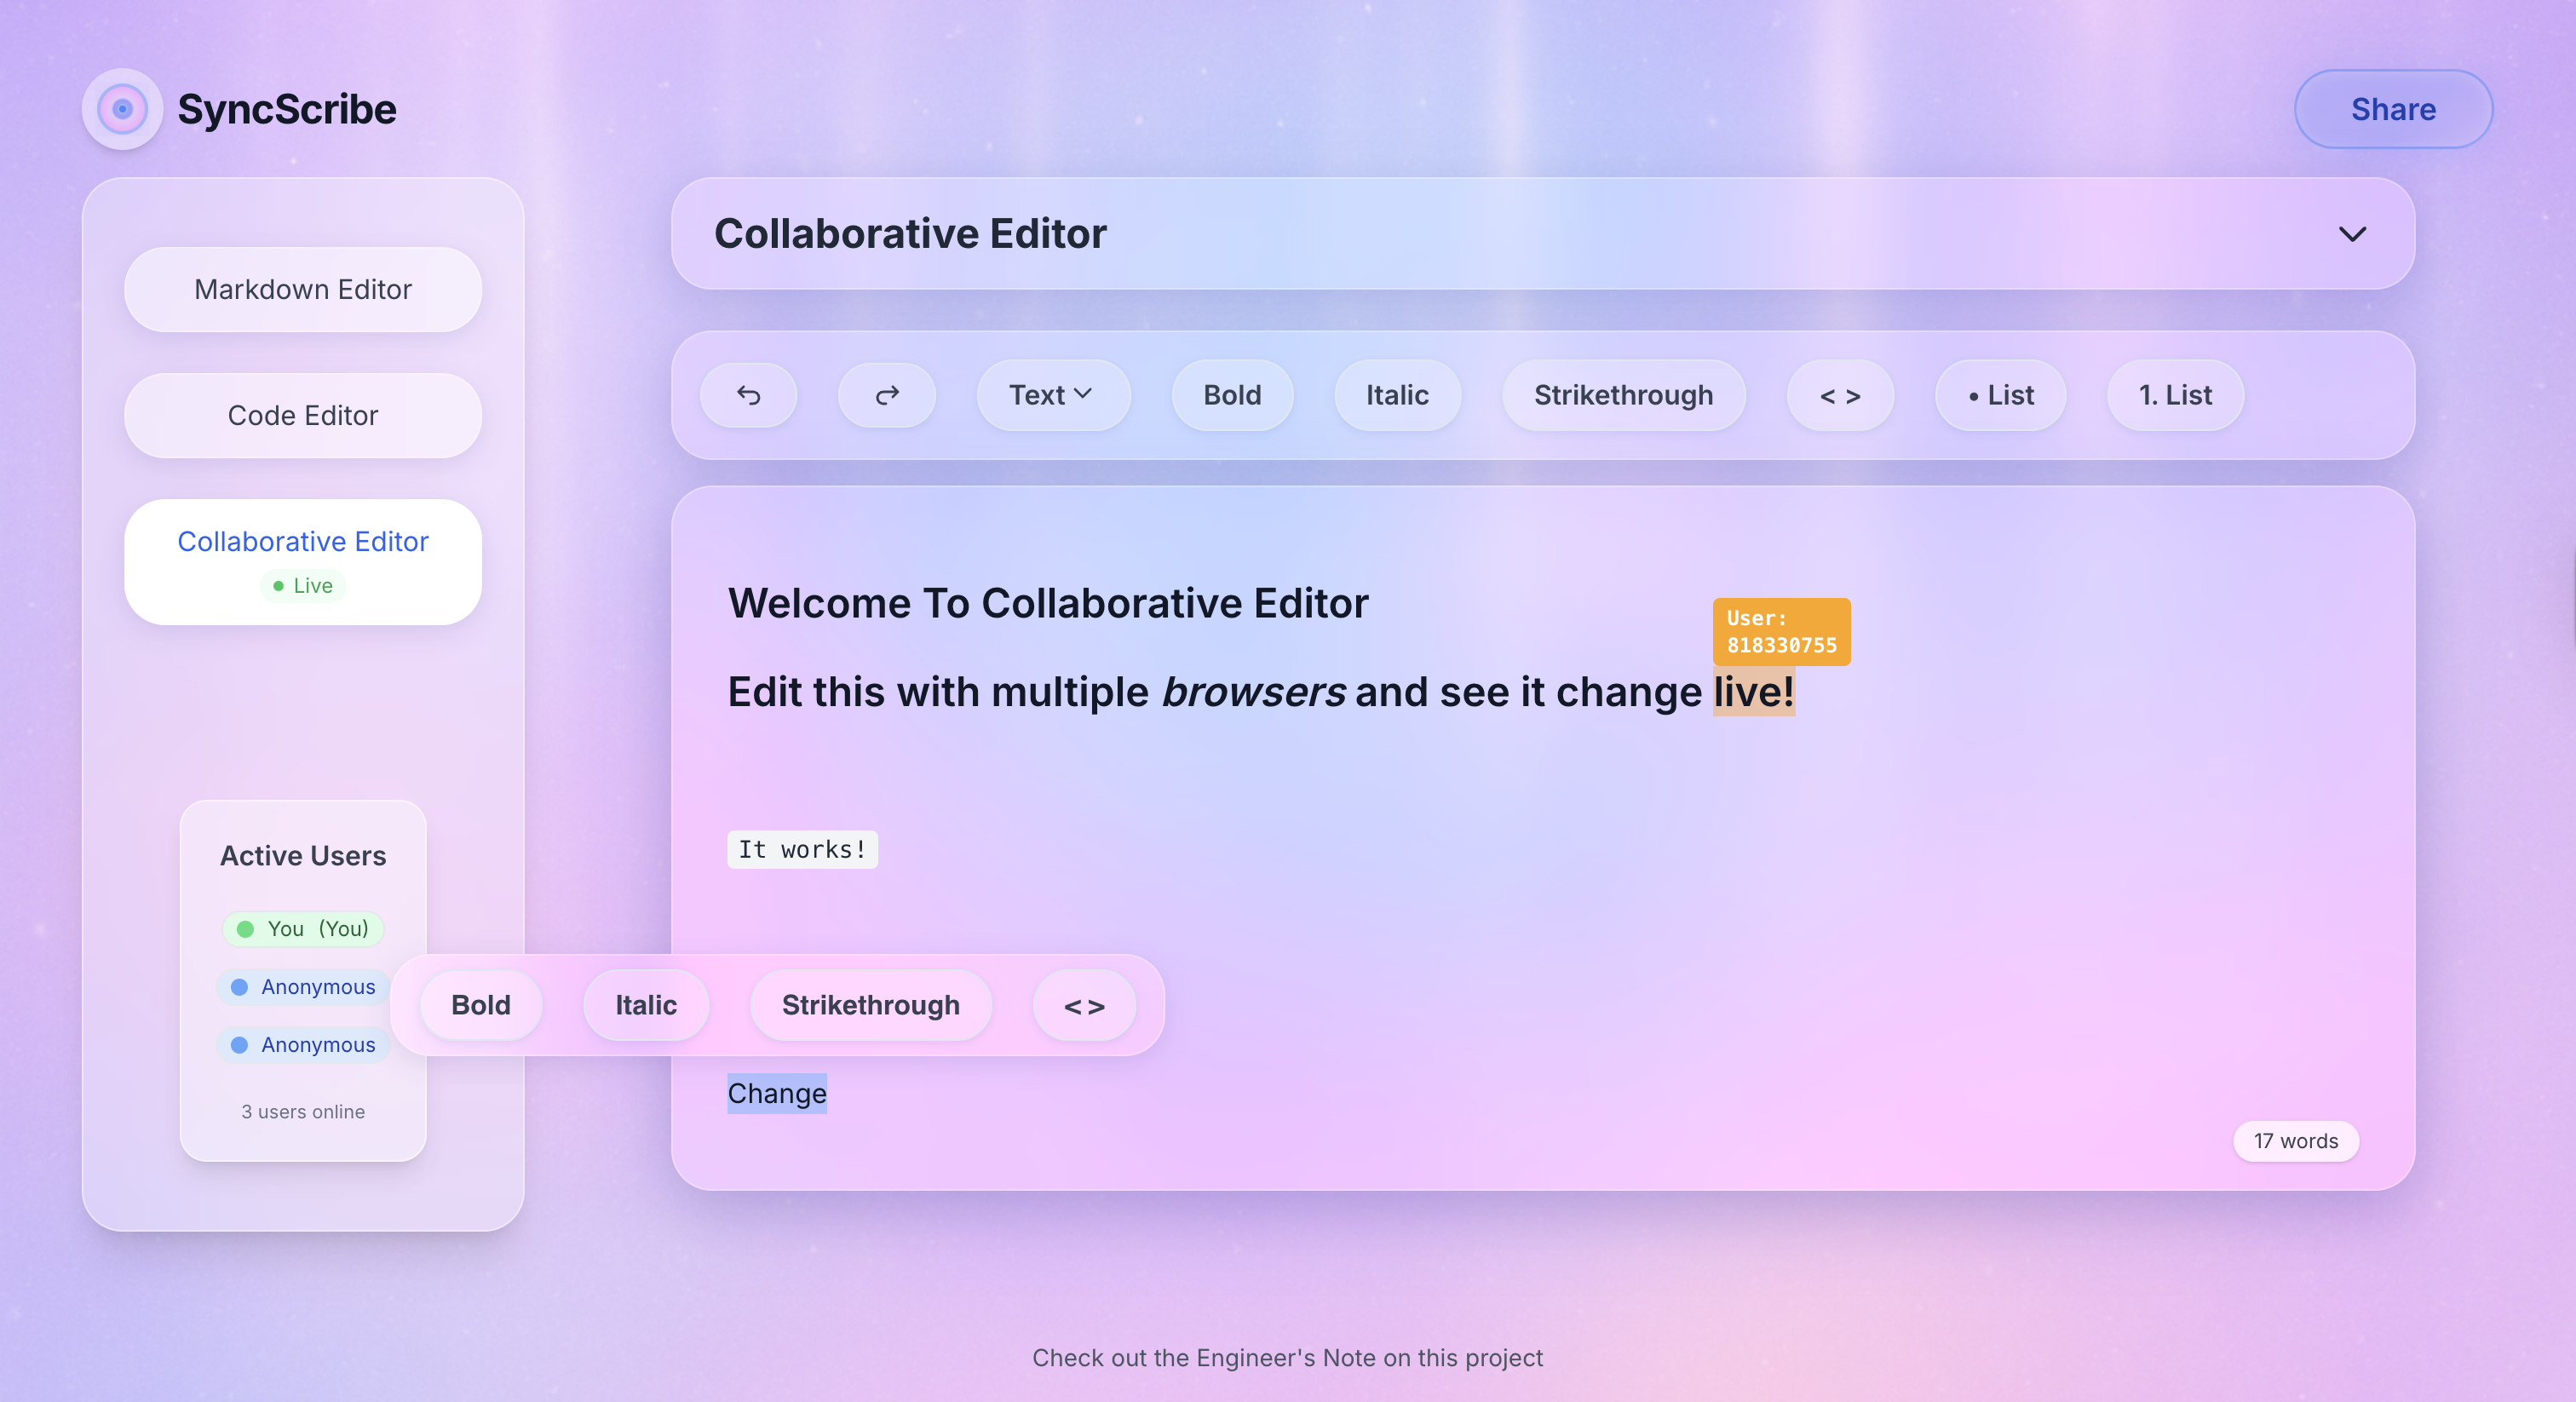 SyncScribe
Share
Markdown Editor
Code Editor
Collaborative Editor
Live
Active Users
You (You)
Anonymous
Anonymous
3 users online
Collaborative Editor
Text
Bold
Italic
Strikethrough
< >
• List
1. List
Welcome To Collaborative Editor
User:
818330755
Edit this with multiple browsers and see it change live!
It works!
Bold
Italic
Strikethrough
<>
Change
17 words
Check out the Engineer's Note on this project